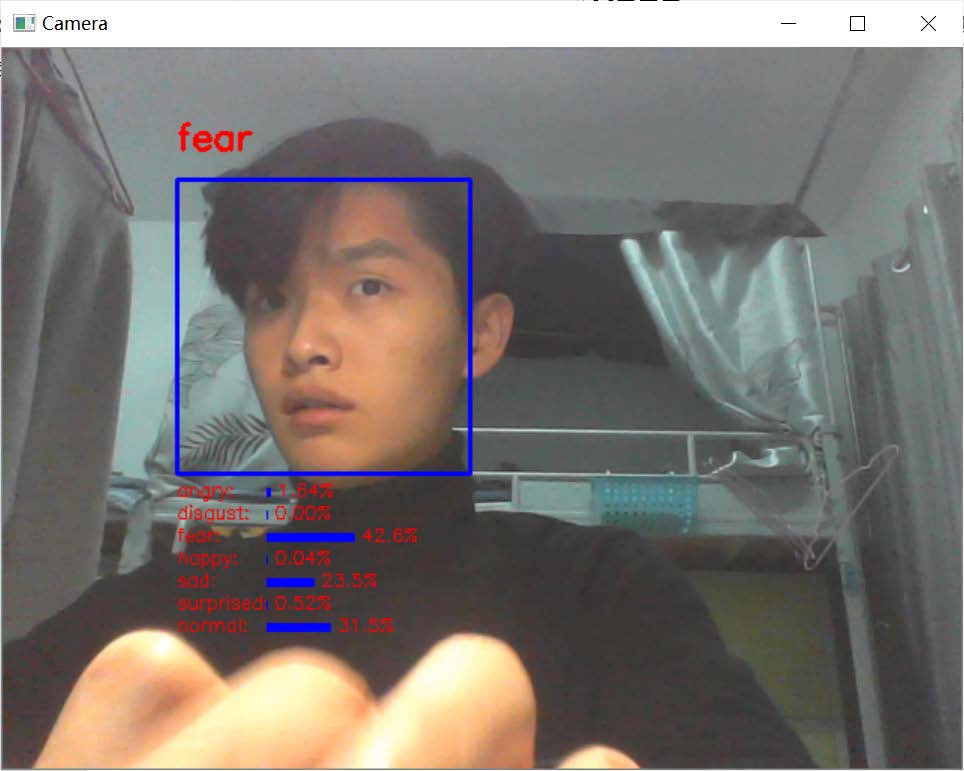 Camera
fear
angry: 1.64%
disgust: 0.00%
fear: 42.6%
happy: 0.04%
sad: 23.5%
surprised: 0.52%
normal: 31.5%